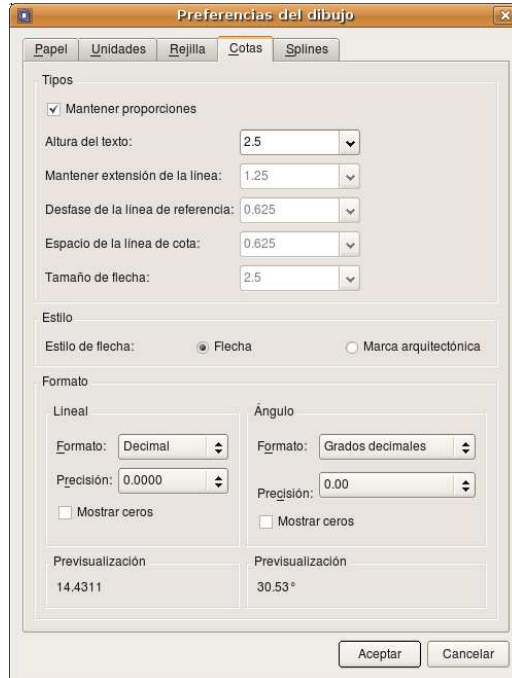 Preferencias del dibujo
Papel Unidades Rejilla Cotas Splines
Tipos
Mantener proporciones
Altura del texto: 2.5
Mantener extensión de la línea: 1.25
Desfase de la línea de referencia: 0.625
Espacio de la línea de cota: 0.625
Tamaño de flecha: 2.5
Estilo
Estilo de flecha: Flecha Marca arquitectónica
Formato
Lineal
Formato: Decimal
Precisión: 0.0000
Mostrar ceros
Previsualización
14.4311
Ángulo
Formato: Grados decimales
Precisión: 0.00
Mostrar ceros
Previsualización
30.53°
Aceptar Cancelar